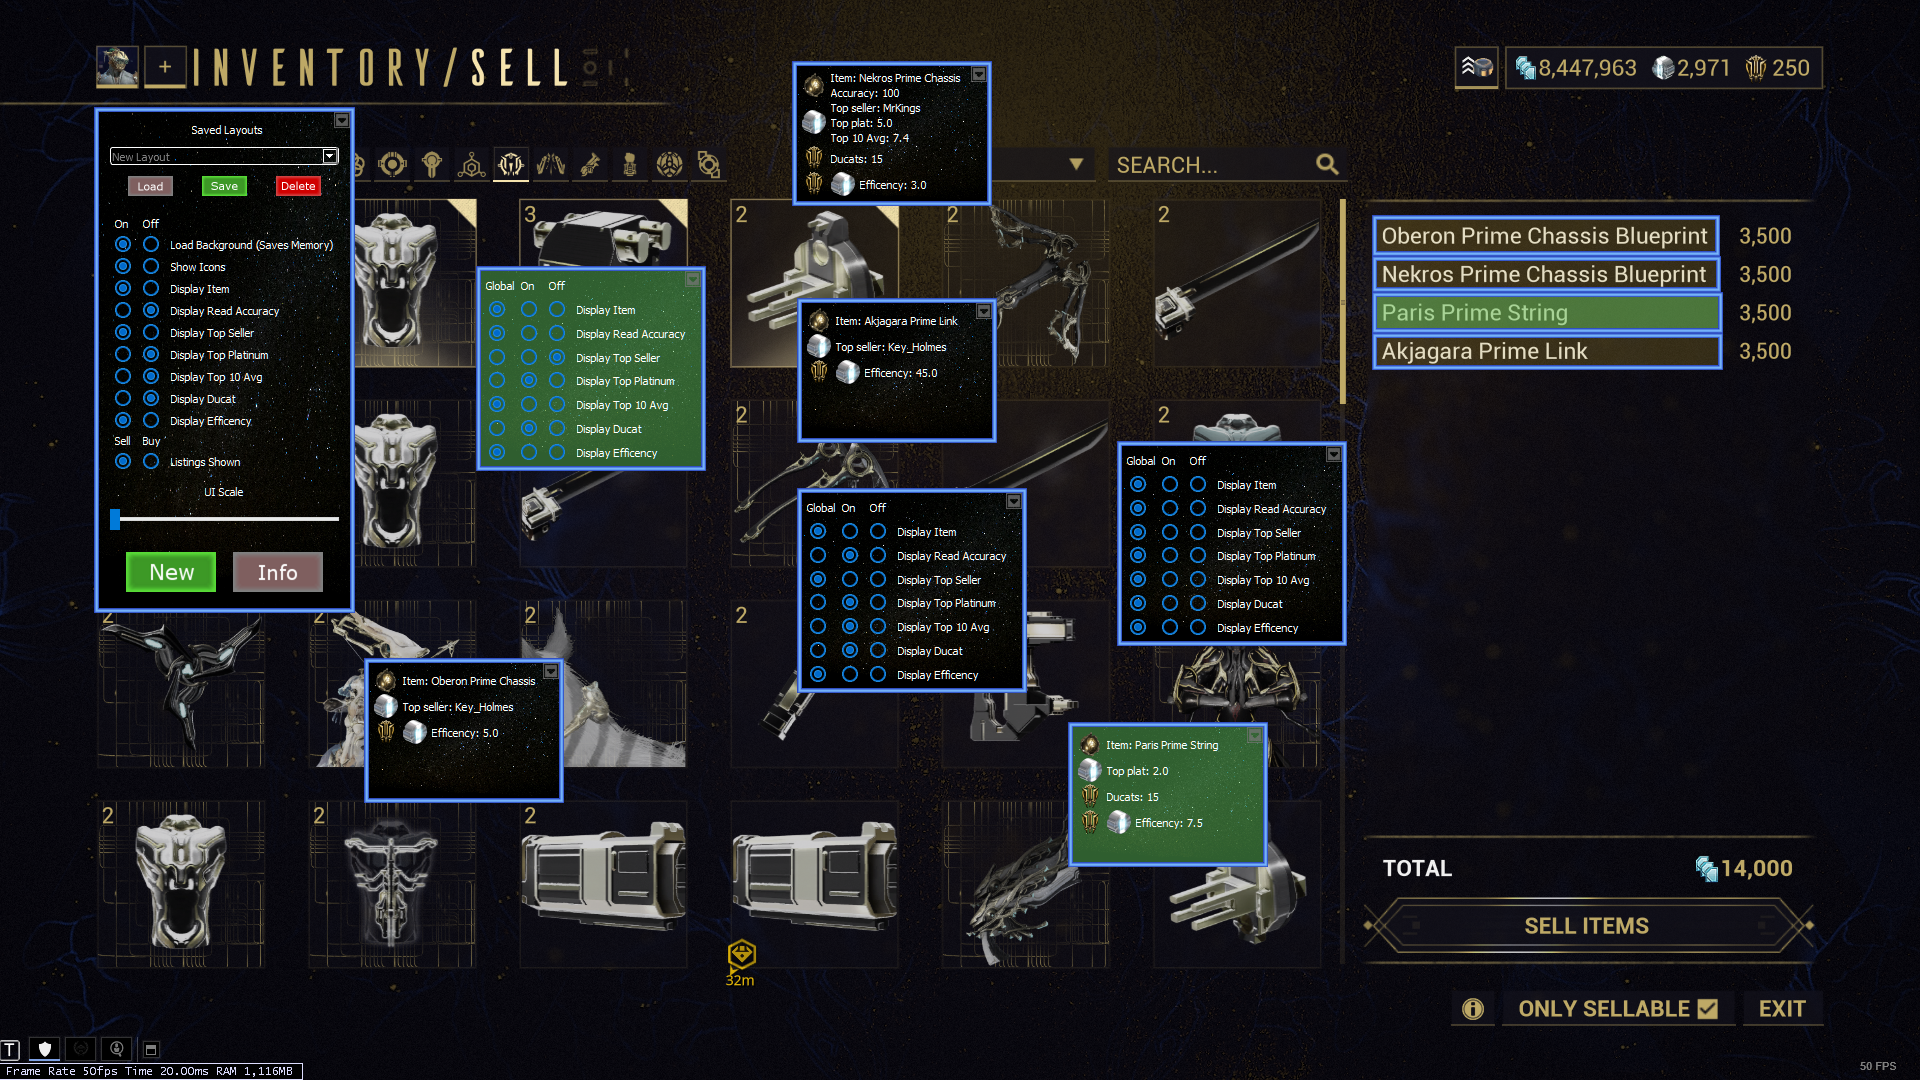 + INVENTORY/SELL
8,447,963 2,971 250
SEARCH...
Saved Layouts
New Layout
Load Save Delete
On Off
Load Background (Saves Memory)
Show Icons
Display Item
Display Read Accuracy
Display Top Seller
Display Top Platinum
Display Top 10 Avg
Display Ducat
Display Efficency
Sell Buy
Listings Shown
UI Scale
New Info
Item: Nekros Prime Chassis
Accuracy: 100
Top seller: MrKings
Top plat: 5.0
Top 10 Avg: 7.4
Ducats: 15
Efficency: 3.0
3 2 2 2
Global On Off
Display Item
Display Read Accuracy
Display Top Seller
Display Top Platinum
Display Top 10 Avg
Display Ducat
Display Efficency
Item: Akjagara Prime Link
Top seller: Key_Holmes
Efficency: 45.0
2 2
Global On Off
Display Item
Display Read Accuracy
Display Top Seller
Display Top Platinum
Display Top 10 Avg
Display Ducat
Display Efficency
Global On Off
Display Item
Display Read Accuracy
Display Top Seller
Display Top Platinum
Display Top 10 Avg
Display Ducat
Display Efficency
2 2 2 2
Item: Oberon Prime Chassis
Top seller: Key_Holmes
Efficency: 5.0
Item: Paris Prime String
Top plat: 2.0
Ducats: 15
Efficency: 7.5
2 2 2 2
32m
Oberon Prime Chassis Blueprint 3,500
Nekros Prime Chassis Blueprint 3,500
Paris Prime String 3,500
Akjagara Prime Link 3,500
TOTAL 14,000
SELL ITEMS
ONLY SELLABLE EXIT
T
Frame Rate 50fps Time 20.00ms RAM 1,116MB
50 FPS